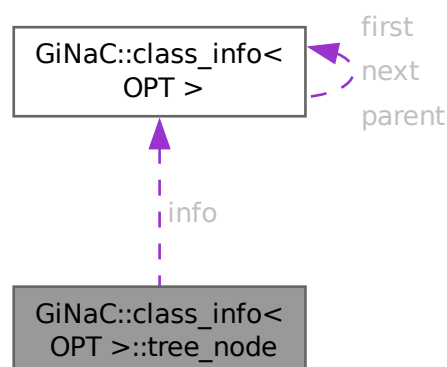 first
GiNaC::class_info<
OPT >
next
parent
info
GiNaC::class_info<
OPT >::tree_node